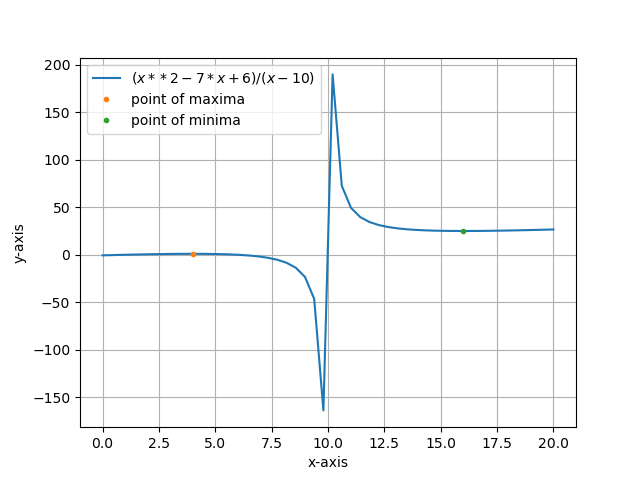 (x**2−7*x+6)/(x−10)
point of maxima
point of minima
200
150
100
50
0
−50
−100
−150
y-axis
0.0 2.5 5.0 7.5 10.0 12.5 15.0 17.5 20.0
x-axis